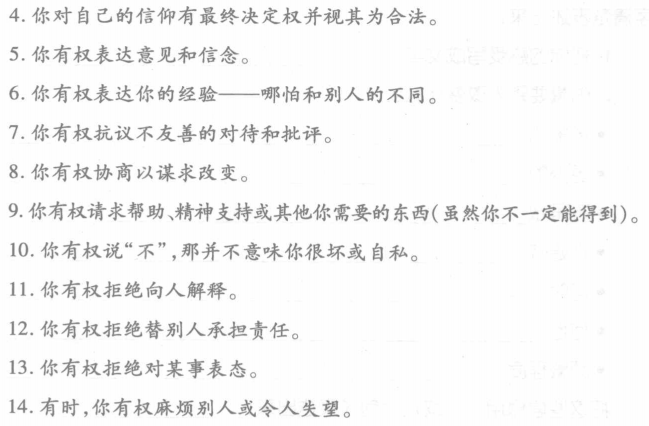 4. 你对自己的信仰有最终决定权并视其为合法。
5. 你有权表达意见和信念。
6. 你有权表达你的经验——哪怕和别人的不同。
7. 你有权抗议不友善的对待和批评。
8. 你有权协商以谋求改变。
9. 你有权请求帮助、精神支持或其他你需要的东西(虽然你不一定能得到)。
10. 你有权说“不”,那并不意味你很坏或自私。
11. 你有权拒绝向人解释。
12. 你有权拒绝替别人承担责任。
13. 你有权拒绝对某事表态。
14. 有时,你有权麻烦别人或令人失望。